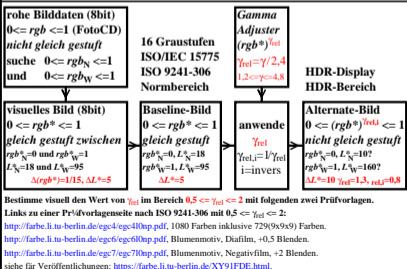 rohe Bilddaten (8bit)
0<= rgb <=1 (FotoCD)
nicht gleich gestuft
suche 0<= rgb_N <=1
und 0<= rgb_W <=1
16 Graustufen
ISO/IEC 15775
ISO 9241-306
Normbereich
Gamma
Adjuster
(rgb*)γrel
γrel=γ/2,4
1,2<=γ<=4,8
HDR-Display
HDR-Bereich
visuelles Bild (8bit)
0 <= rgb* <= 1
gleich gestuft zwischen
rgb*N=0 und rgb*W=1
L*N=18 und L*W=95
Δ(rgb*)=1/15, ΔL*=5
Baseline-Bild
0 <= rgb* <= 1
gleich gestuft
rgb*N=0, L*N=18
rgb*W=1, L*W=95
ΔL*=5
anwende
γrel
γrel,i=1/γrel
i=invers
Alternate-Bild
0 <= (rgb*)γrel,i <= 1
nicht gleich gestuft
rgb*N=0, L*N=10?
rgb*W=1, L*W=160?
ΔL*=10 γrel=1,3, γrel,i=0,8
Bestimme visuell den Wert von γrel im Bereich 0,5 <= γrel <= 2 mit folgenden zwei Prüfvorlagen.
Links zu einer Pr¼fvorlagenseite nach ISO 9241-306 mit 0,5 <= γrel <= 2:
http://farbe.li.tu-berlin.de/egc4/egc4l0np.pdf, 1080 Farben inklusive 729(9x9x9) Farben.
http://farbe.li.tu-berlin.de/egc6/egc6l0np.pdf, Blumenmotiv, Diafilm, +0,5 Blenden.
http://farbe.li.tu-berlin.de/egc7/egc7l0np.pdf, Blumenmotiv, Negativfilm, +2 Blenden.
siehe für Veröffentlichungen: https://farbe.li.tu-berlin.de/XY91FDE.html.